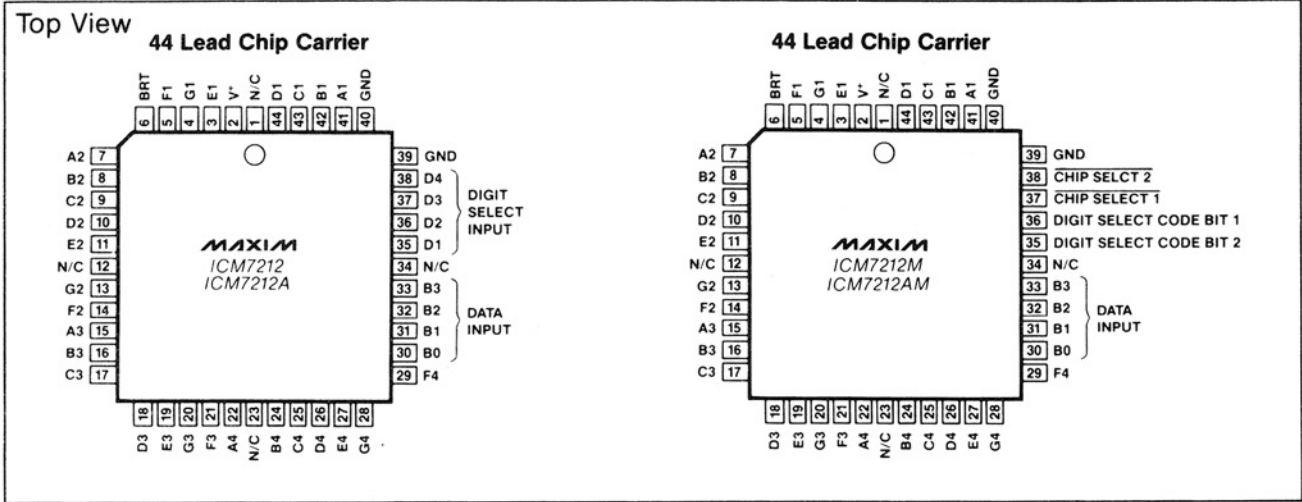 Top View
44 Lead Chip Carrier
BRT F1 G1 E1 V+ N/C D1 C1 B1 A1 GND
6 5 4 3 2 1 44 43 42 41 40
A2 7
B2 8
C2 9
D2 10
E2 11
N/C 12
G2 13
F2 14
A3 15
B3 16
C3 17
MAXIM
ICM7212
ICM7212A
39 GND
38 D4
37 D3
36 D2
35 D1
DIGIT
SELECT
INPUT
34 N/C
33 B3
32 B2
31 B1
30 B0
DATA
INPUT
29 F4
18 19 20 21 22 23 24 25 26 27 28
D3 E3 G3 F3 A4 N/C B4 C4 D4 E4 G4
44 Lead Chip Carrier
BRT F1 G1 E1 V+ N/C D1 C1 B1 A1 GND
6 5 4 3 2 1 44 43 42 41 40
A2 7
B2 8
C2 9
D2 10
E2 11
N/C 12
G2 13
F2 14
A3 15
B3 16
C3 17
MAXIM
ICM7212M
ICM7212AM
39 GND
38 CHIP SELCT 2
37 CHIP SELECT 1
36 DIGIT SELECT CODE BIT 1
35 DIGIT SELECT CODE BIT 2
34 N/C
33 B3
32 B2
31 B1
30 B0
DATA
INPUT
29 F4
18 19 20 21 22 23 24 25 26 27 28
D3 E3 G3 F3 A4 N/C B4 C4 D4 E4 G4